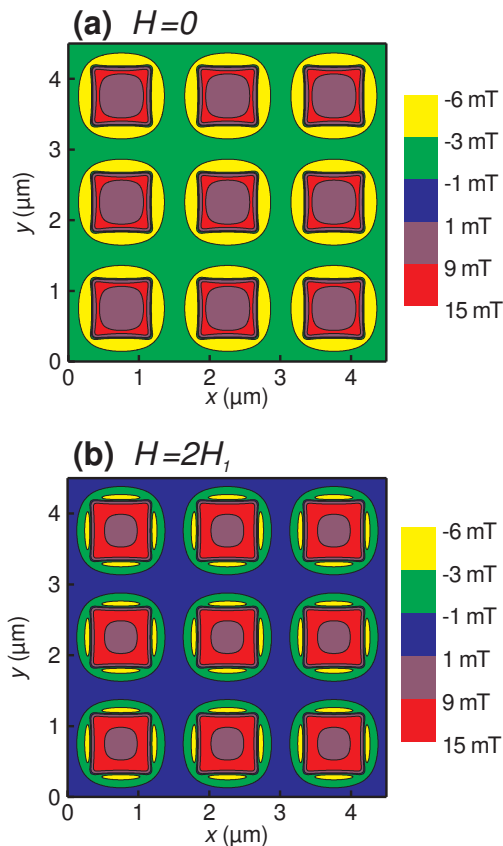 (a) H=0
4
3
2
1
0
y (µm)
0 1 2 3 4
x (µm)
-6 mT
-3 mT
-1 mT
1 mT
9 mT
15 mT
(b) H=2H₁
4
3
2
1
0
y (µm)
0 1 2 3 4
x (µm)
-6 mT
-3 mT
-1 mT
1 mT
9 mT
15 mT